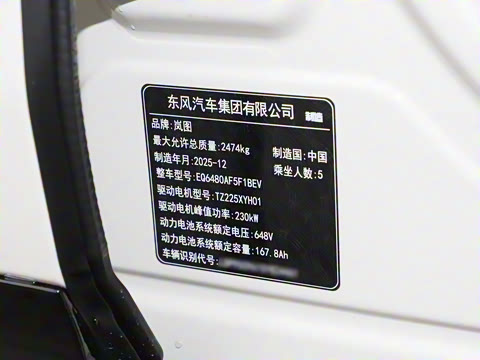 东风汽车集团有限公司 制造
品牌:岚图
最大允许总质量:2474kg 制造国:中国
制造年月:2025-12 乘坐人数:5
整车型号:EQ6480AF5F1BEV
驱动电机型号:TZ225XYH01
驱动电机峰值功率:230kW
动力电池系统额定电压:648V
动力电池系统额定容量:167.8Ah
车辆识别代号: